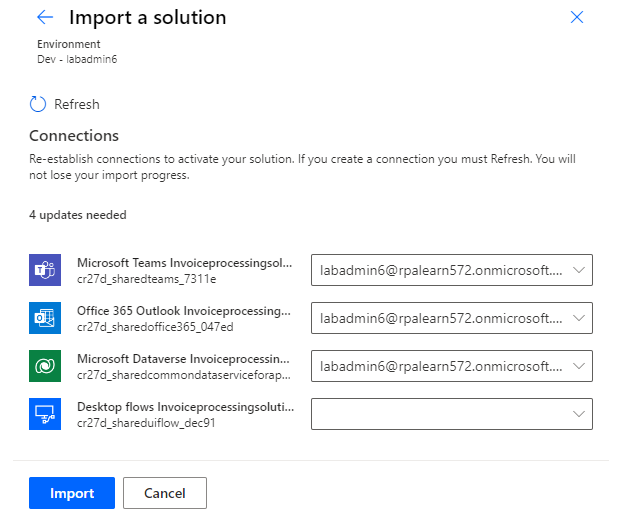 Import a solution
Environment
Dev - labadmin6
Refresh
Connections
Re-establish connections to activate your solution. If you create a connection you must Refresh. You will
not lose your import progress.
4 updates needed
Microsoft Teams Invoiceprocessingsol...
labadmin6@rpalearn572.onmicrosoft....
cr27d_sharedteams_7311e
Office 365 Outlook Invoiceprocessing...
labadmin6@rpalearn572.onmicrosoft....
cr27d_sharedoffice365_047ed
Microsoft Dataverse Invoiceprocessin...
labadmin6@rpalearn572.onmicrosoft....
cr27d_sharedcommondataserviceforap...
Desktop flows Invoiceprocessingsoluti...
cr27d_shareduiflow_dec91
Import
Cancel